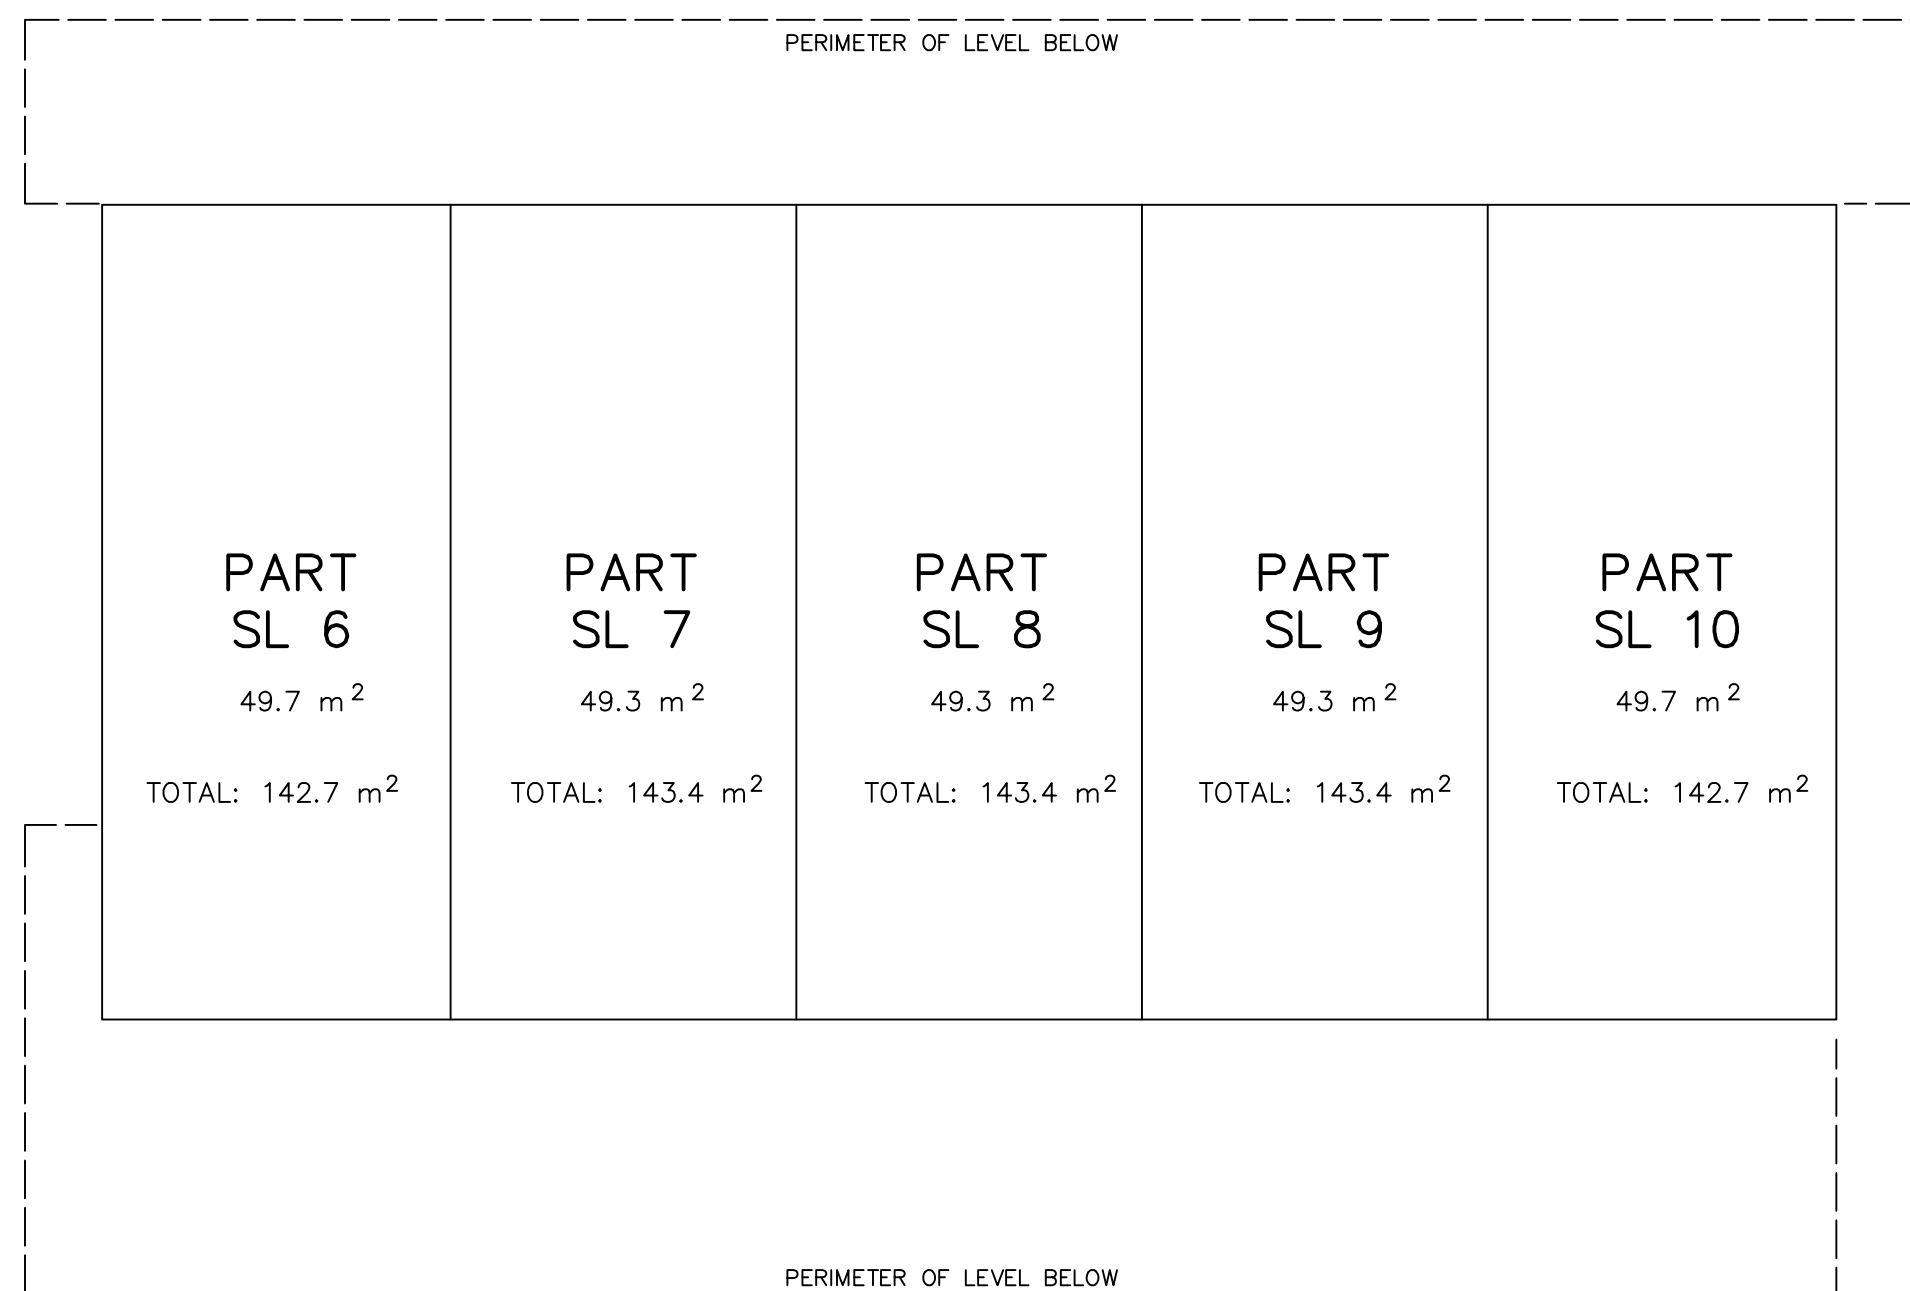 PERIMETER OF LEVEL BELOW
PART
SL 6
49.7 m²
TOTAL: 142.7 m²
PART
SL 7
49.3 m²
TOTAL: 143.4 m²
PART
SL 8
49.3 m²
TOTAL: 143.4 m²
PART
SL 9
49.3 m²
TOTAL: 143.4 m²
PART
SL 10
49.7 m²
TOTAL: 142.7 m²
PERIMETER OF LEVEL BELOW